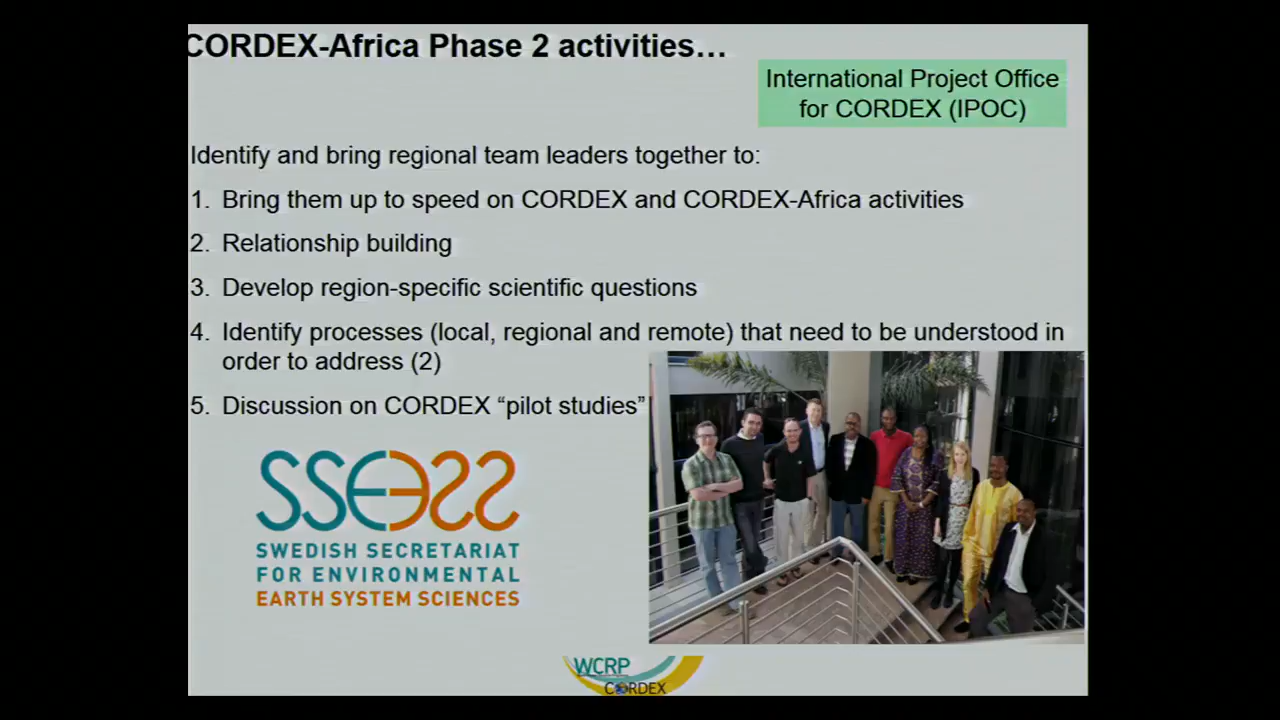 CORDEX-Africa Phase 2 activities…
International Project Office
for CORDEX (IPOC)
Identify and bring regional team leaders together to:
1. Bring them up to speed on CORDEX and CORDEX-Africa activities
2. Relationship building
3. Develop region-specific scientific questions
4. Identify processes (local, regional and remote) that need to be understood in
order to address (2)
5. Discussion on CORDEX “pilot studies”
SSEESS
SWEDISH SECRETARIAT
FOR ENVIRONMENTAL
EARTH SYSTEM SCIENCES
WCRP
CORDEX